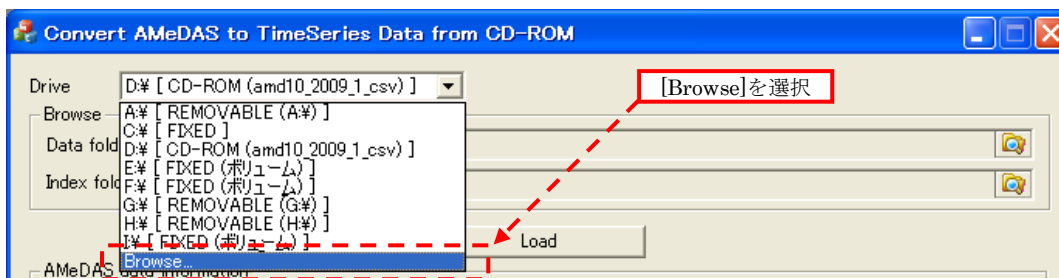 Convert AMeDAS to TimeSeries Data from CD-ROM
Drive
D:¥ [ CD-ROM (amd10_2009_1_csv) ]
[Browse]を選択
Browse
A:¥ [ REMOVABLE (A:¥) ]
C:¥ [ FIXED ]
Data fold
D:¥ [ CD-ROM (amd10_2009_1_csv) ]
E:¥ [ FIXED (ボリューム) ]
Index fold
F:¥ [ FIXED (ボリューム) ]
G:¥ [ REMOVABLE (G:¥) ]
H:¥ [ REMOVABLE (H:¥) ]
I:¥ [ FIXED (ボリューム) ]
Load
Browse...
AMeDAS data information